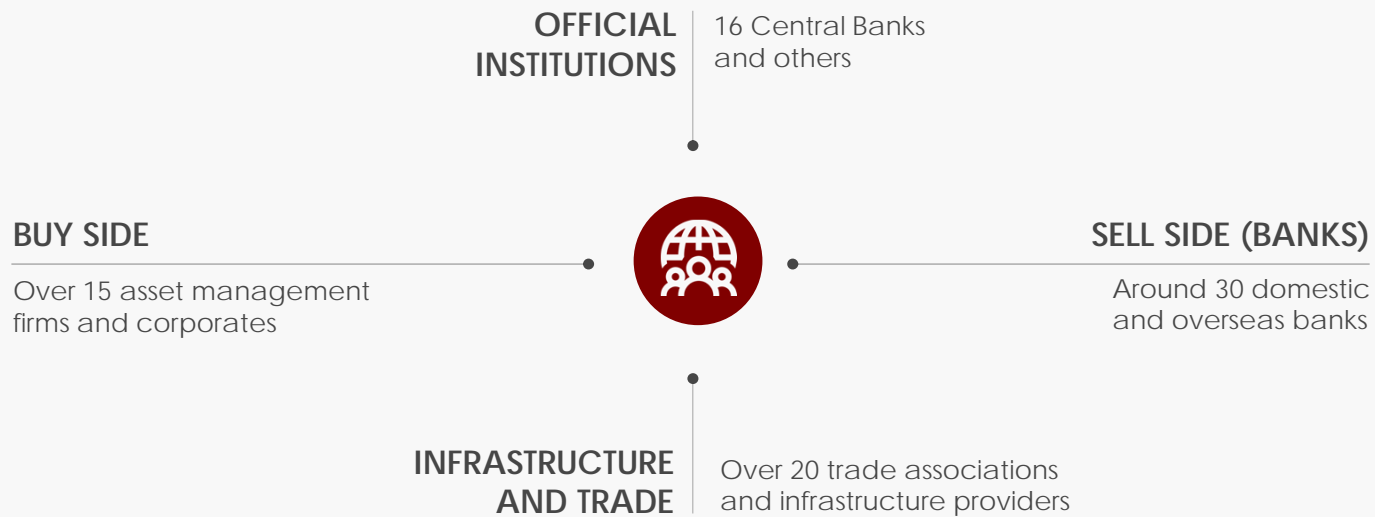 OFFICIAL
INSTITUTIONS
16 Central Banks
and others
BUY SIDE
Over 15 asset management
firms and corporates
SELL SIDE (BANKS)
Around 30 domestic
and overseas banks
INFRASTRUCTURE
AND TRADE
Over 20 trade associations
and infrastructure providers